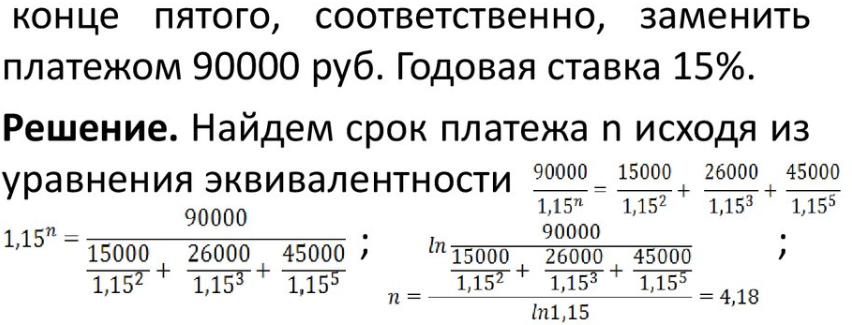 конце пятого, соответственно, заменить
платежом 90000 руб. Годовая ставка 15%.
Решение. Найдем срок платежа n исходя из
уравнения эквивалентности 90000/1,15^n = 15000/1,15^2 + 26000/1,15^3 + 45000/1,15^5
1,15^n = 90000/(15000/1,15^2 + 26000/1,15^3 + 45000/1,15^5) ; n = ln(90000/(15000/1,15^2 + 26000/1,15^3 + 45000/1,15^5))/ln1,15 = 4,18 ;